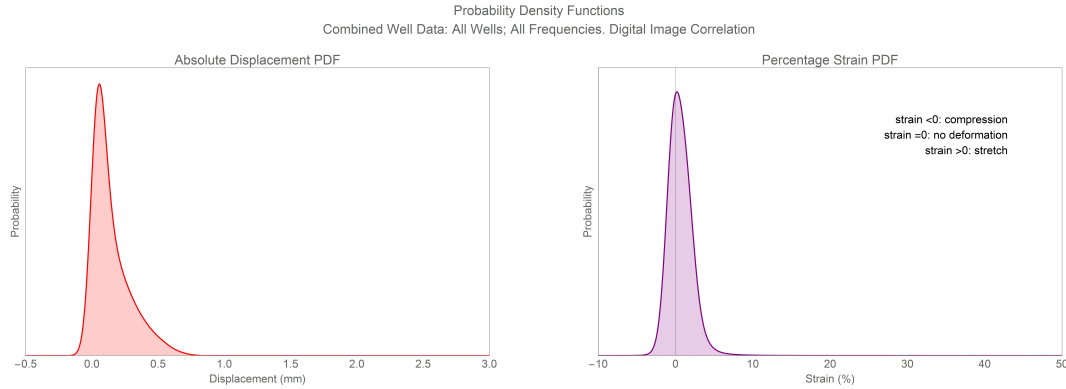 Probability Density Functions
Combined Well Data: All Wells; All Frequencies. Digital Image Correlation
Absolute Displacement PDF
Probability
−0.5 0.0 0.5 1.0 1.5 2.0 2.5 3.0
Displacement (mm)
Percentage Strain PDF
strain <0: compression
strain =0: no deformation
strain >0: stretch
Probability
−10 0 10 20 30 40 50
Strain (%)